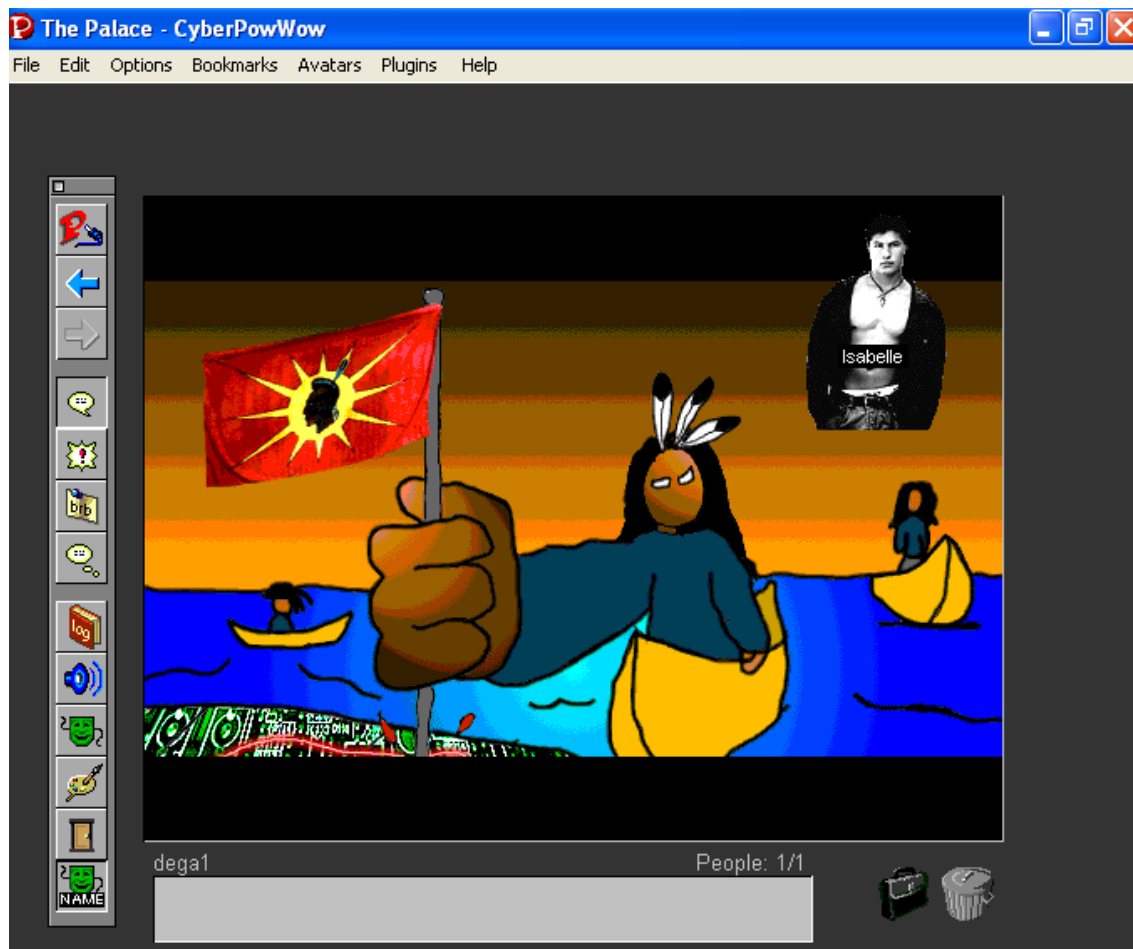 The Palace - CyberPowWow
File Edit Options Bookmarks Avatars Plugins Help
Isabelle
brb
log
NAME
dega1 People: 1/1